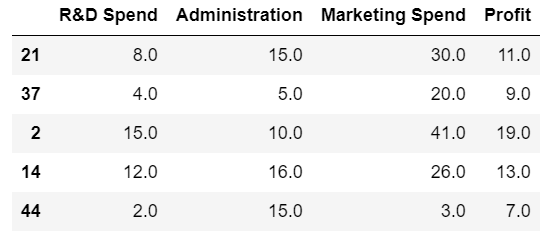 R&D Spend Administration Marketing Spend Profit
21 8.0 15.0 30.0 11.0
37 4.0 5.0 20.0 9.0
2 15.0 10.0 41.0 19.0
14 12.0 16.0 26.0 13.0
44 2.0 15.0 3.0 7.0